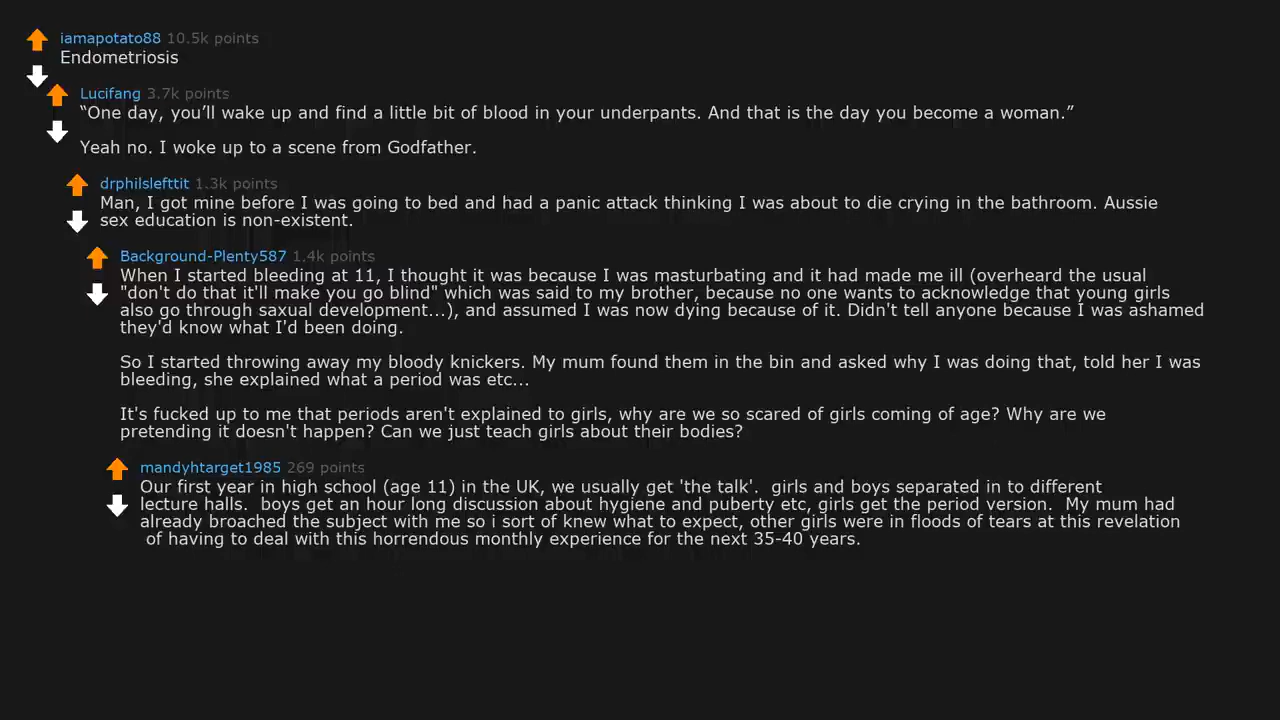 iamapotato88 10.5k points
Endometriosis
Lucifang 3.7k points
“One day, you’ll wake up and find a little bit of blood in your underpants. And that is the day you become a woman.”
Yeah no. I woke up to a scene from Godfather.
drphilslefttit 1.3k points
Man, I got mine before I was going to bed and had a panic attack thinking I was about to die crying in the bathroom. Aussie
sex education is non-existent.
Background-Plenty587 1.4k points
When I started bleeding at 11, I thought it was because I was masturbating and it had made me ill (overheard the usual
"don't do that it'll make you go blind" which was said to my brother, because no one wants to acknowledge that young girls
also go through saxual development...), and assumed I was now dying because of it. Didn't tell anyone because I was ashamed
they'd know what I'd been doing.
So I started throwing away my bloody knickers. My mum found them in the bin and asked why I was doing that, told her I was
bleeding, she explained what a period was etc...
It's fucked up to me that periods aren't explained to girls, why are we so scared of girls coming of age? Why are we
pretending it doesn't happen? Can we just teach girls about their bodies?
mandyhtarget1985 269 points
Our first year in high school (age 11) in the UK, we usually get 'the talk'.  girls and boys separated in to different
lecture halls.  boys get an hour long discussion about hygiene and puberty etc, girls get the period version.  My mum had
already broached the subject with me so i sort of knew what to expect, other girls were in floods of tears at this revelation
of having to deal with this horrendous monthly experience for the next 35-40 years.